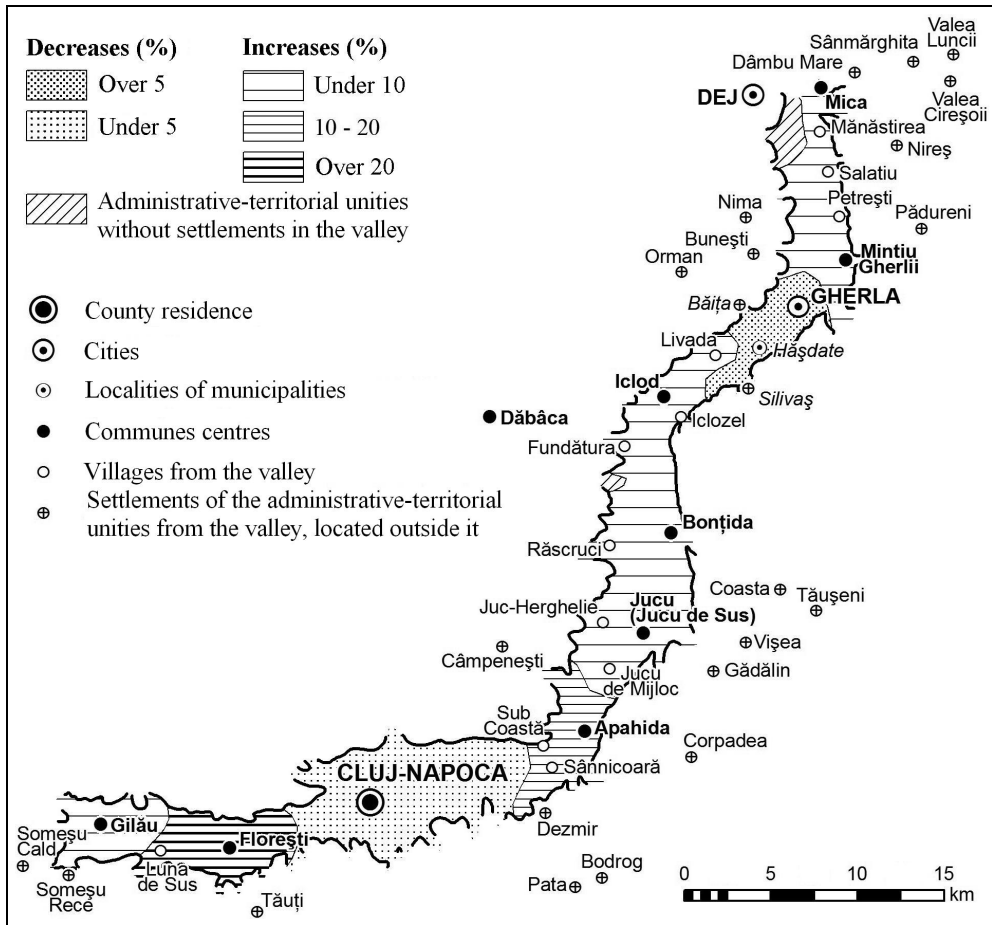 Decreases (%)
Over 5
Under 5
Increases (%)
Under 10
10 - 20
Over 20
Administrative-territorial unities
without settlements in the valley
County residence
Cities
Localities of municipalities
Communes centres
Villages from the valley
Settlements of the administrative-territorial
unities from the valley, located outside it
Valea
Luncii
Sânmărghita
Dâmbu Mare
DEJ
Mica
Valea
Cireşoii
Mănăstirea
Nireş
Salatiu
Petreşti
Nima
Pădureni
Buneşti
Mintiu
Gherlii
Orman
Băiţa
GHERLA
Livada
Hăşdate
Iclod
Silivaş
Dăbâca
Iclozel
Fundătura
Bonţida
Răscruci
Coasta
Tăuşeni
Juc-Herghelie
Jucu
(Jucu de Sus)
Vişea
Câmpeneşti
Gădălin
Jucu
de Mijloc
Sub
Coastă
Apahida
Corpadea
Sânnicoară
CLUJ-NAPOCA
Dezmir
Gilău
Someşu
Cald
Floreşti
Luna
de Sus
Someşu
Rece
Tăuţi
Bodrog
Pata
0 5 10 15
km